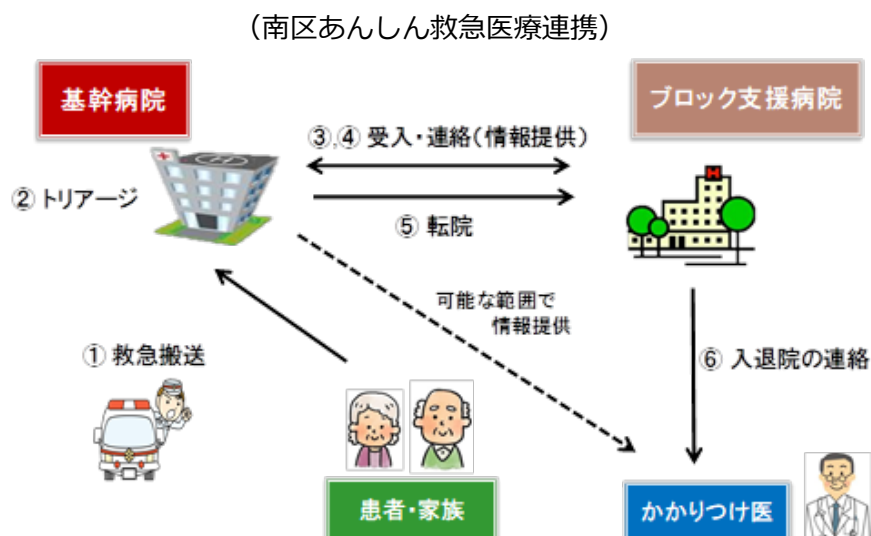 （南区あんしん救急医療連携）
基幹病院
ブロック支援病院
③,④ 受入・連絡(情報提供)
② トリアージ
⑤ 転院
可能な範囲で
情報提供
① 救急搬送
⑥ 入退院の連絡
患者・家族
かかりつけ医
H
H